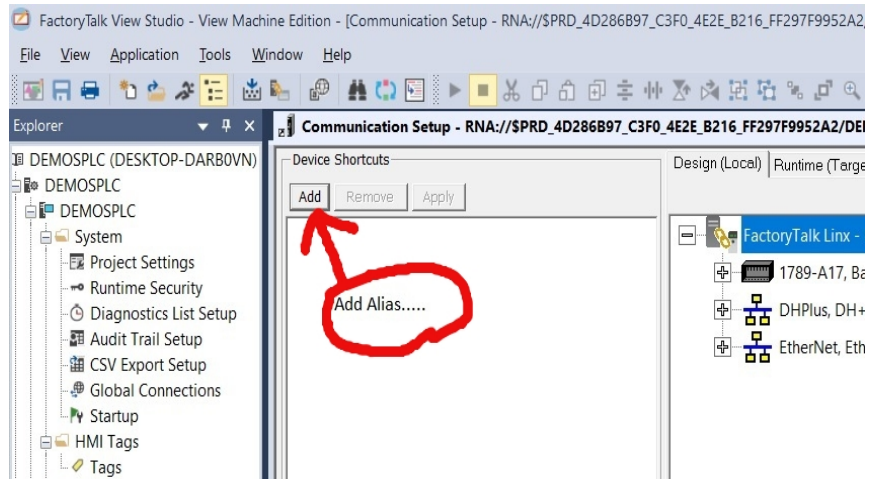 FactoryTalk View Studio - View Machine Edition - [Communication Setup - RNA://$PRD_4D286B97_C3F0_4E2E_B216_FF297F9952A2/
File View Application Tools Window Help
Explorer
DEMOSPLC (DESKTOP-DARB0VN)
DEMOSPLC
DEMOSPLC
System
Project Settings
Runtime Security
Diagnostics List Setup
Audit Trail Setup
CSV Export Setup
Global Connections
Startup
HMI Tags
Tags
Communication Setup - RNA://$PRD_4D286B97_C3F0_4E2E_B216_FF297F9952A2/DEI
Device Shortcuts
Add Remove Apply
Add Alias.....
Design (Local) Runtime (Targe
FactoryTalk Linx -
1789-A17, Ba
DHPlus, DH+
EtherNet, Eth